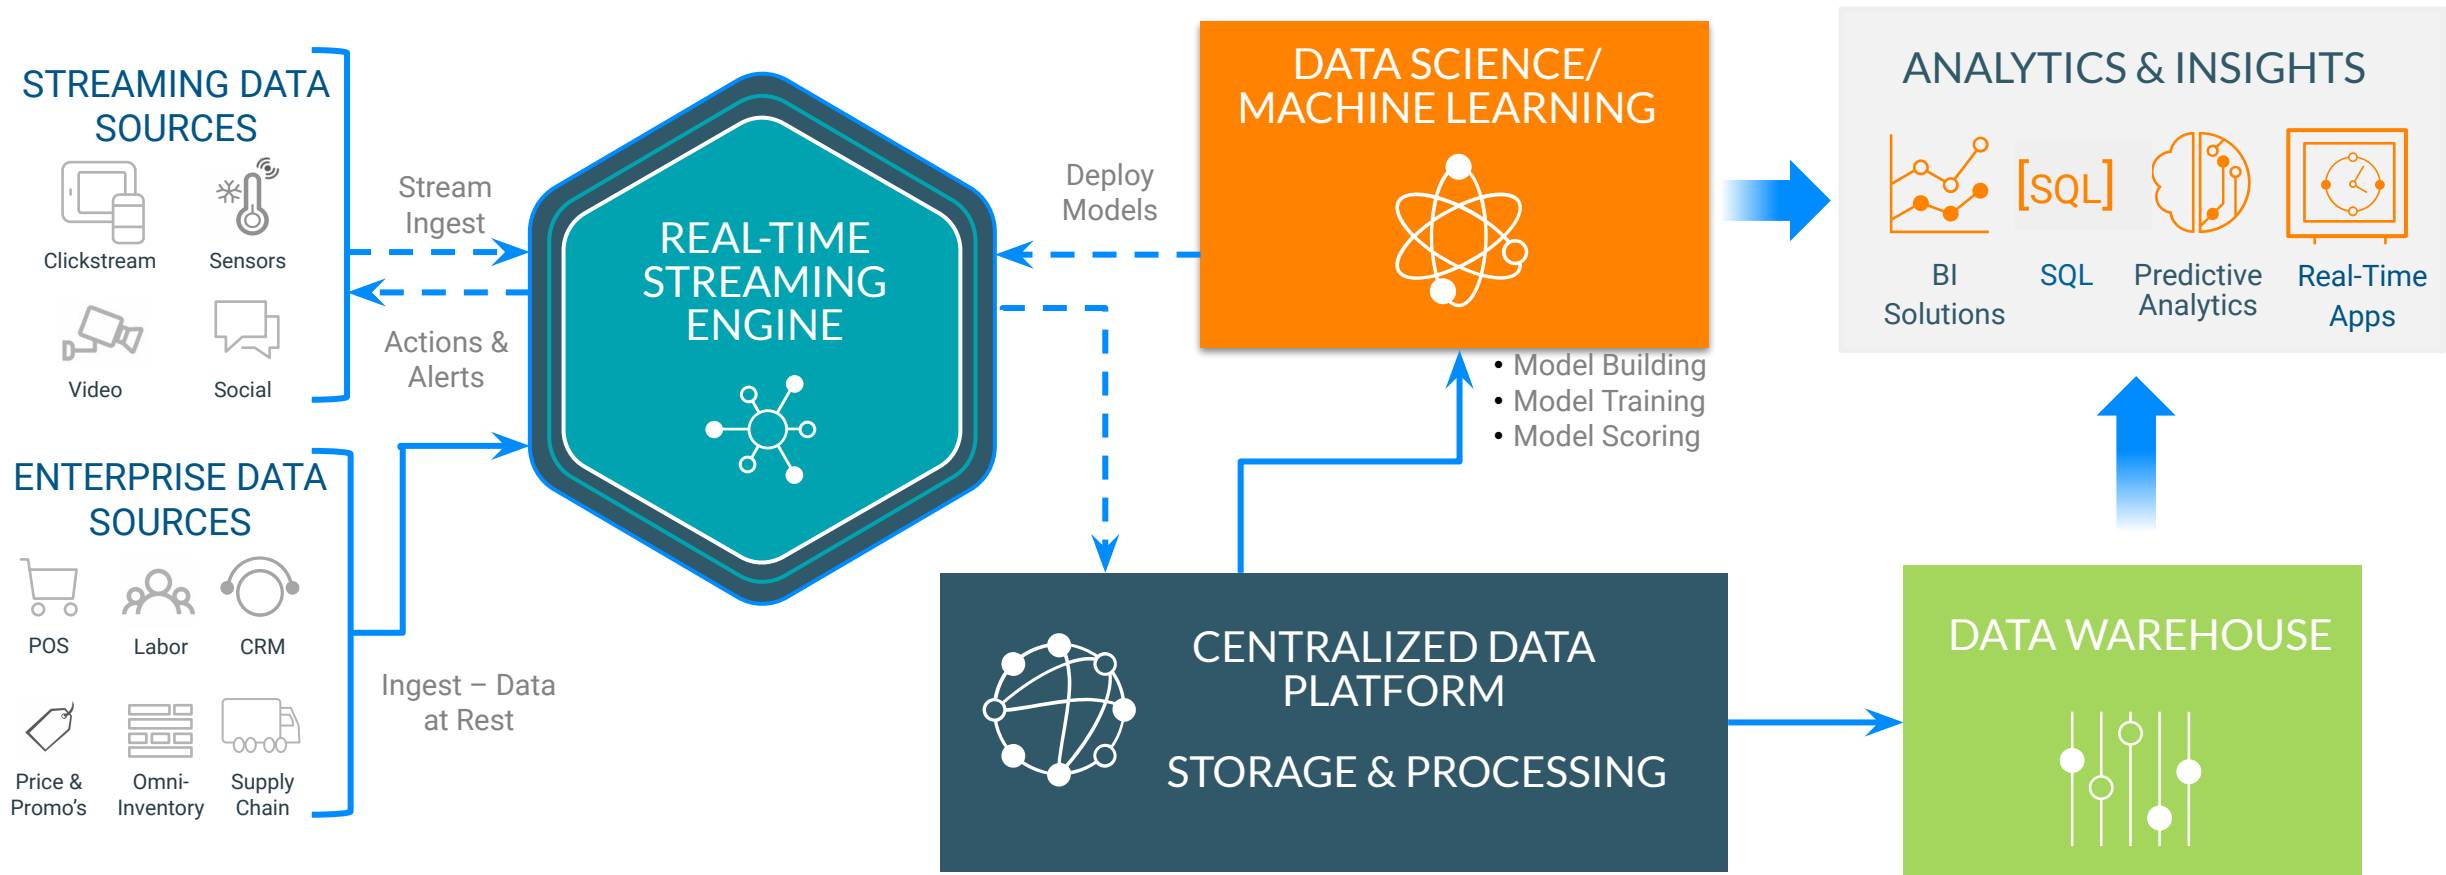 STREAMING DATA
SOURCES
Clickstream
Sensors
Video
Social
ENTERPRISE DATA
SOURCES
POS
Labor
CRM
Price &
Promo’s
Omni-
Inventory
Supply
Chain
Stream
Ingest
Actions &
Alerts
Ingest – Data
at Rest
REAL-TIME
STREAMING
ENGINE
Deploy
Models
DATA SCIENCE/
MACHINE LEARNING
• Model Building
• Model Training
• Model Scoring
CENTRALIZED DATA
PLATFORM
STORAGE & PROCESSING
ANALYTICS & INSIGHTS
[SQL]
BI
Solutions
SQL
Predictive
Analytics
Real-Time
Apps
DATA WAREHOUSE